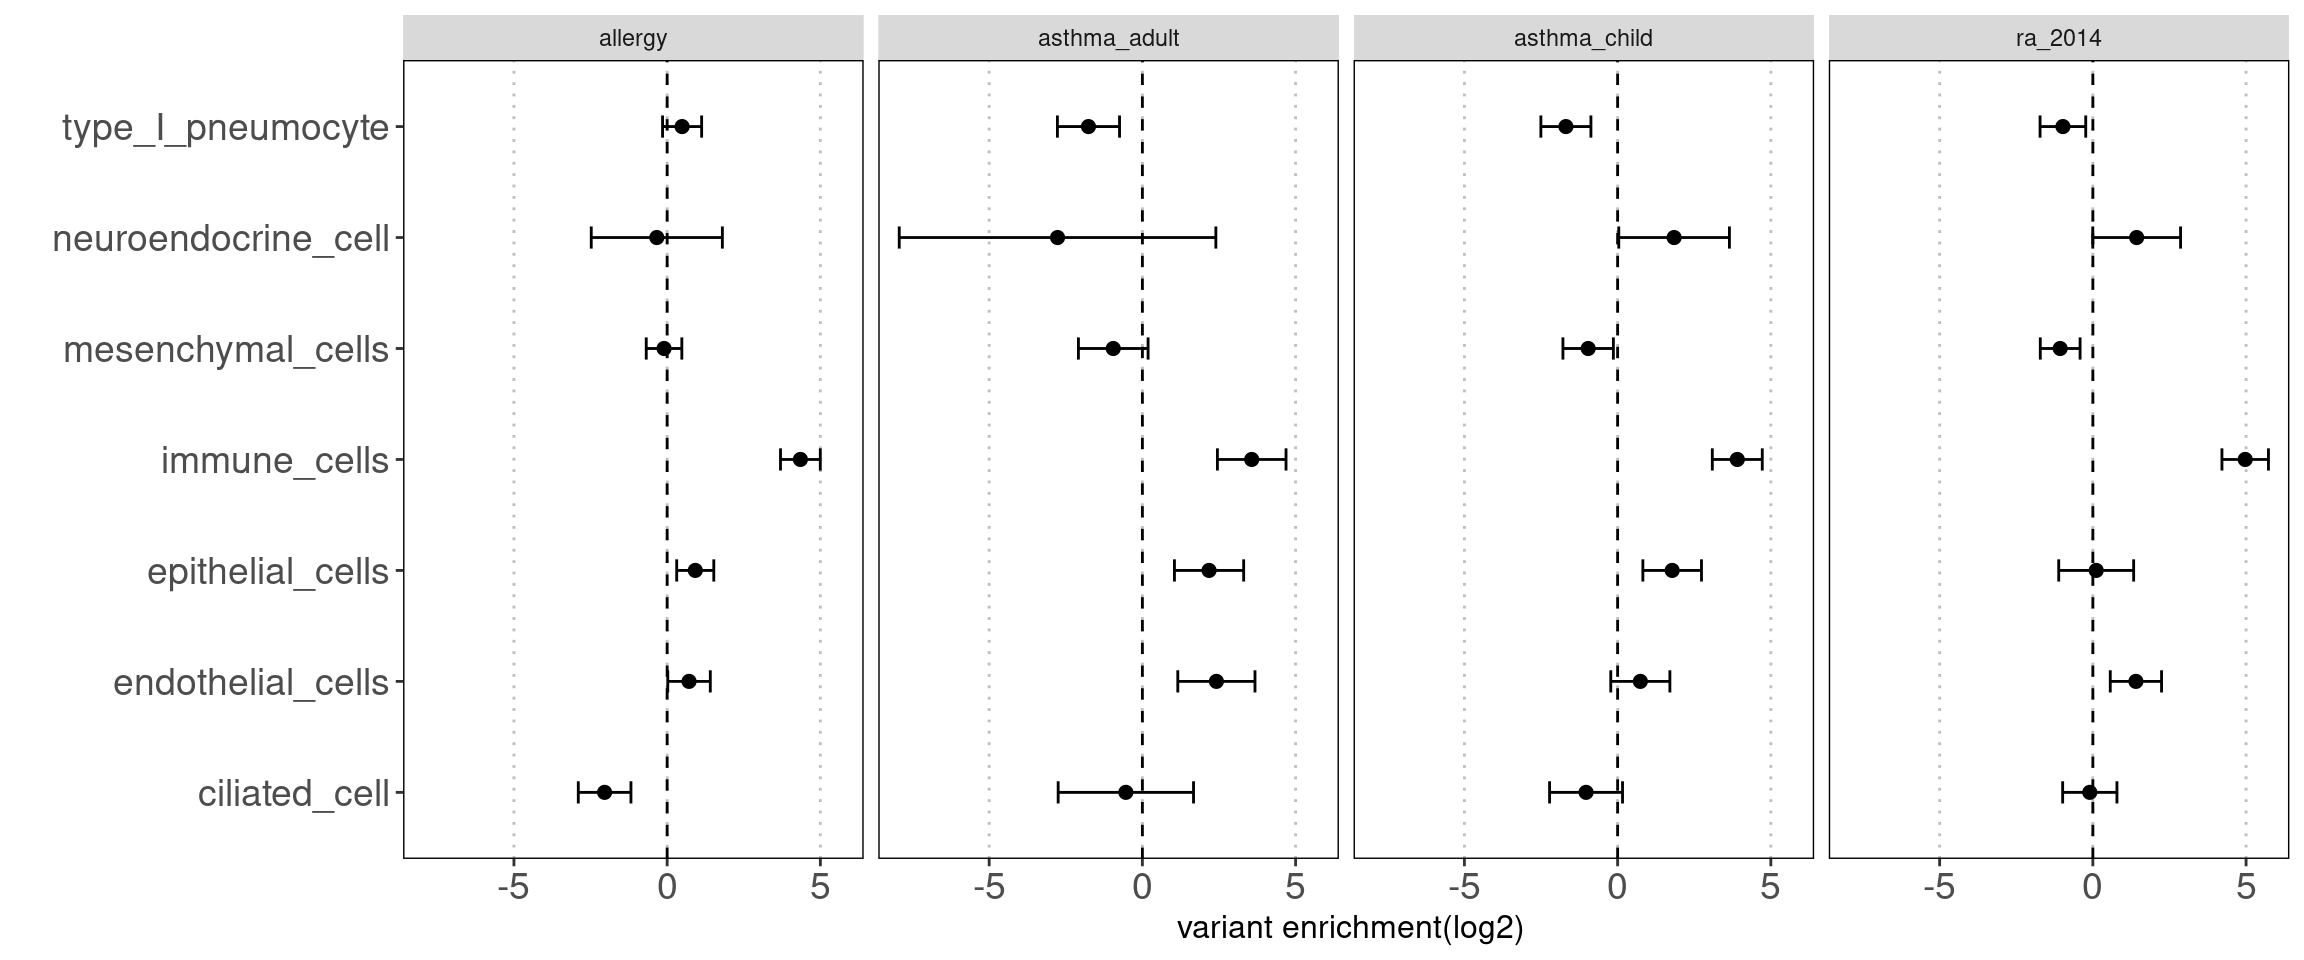 allergy asthma_adult asthma_child ra_2014
type_I_pneumocyte
neuroendocrine_cell
mesenchymal_cells
immune_cells
epithelial_cells
endothelial_cells
ciliated_cell
-5 0 5 -5 0 5 -5 0 5 -5 0 5
variant enrichment(log2)